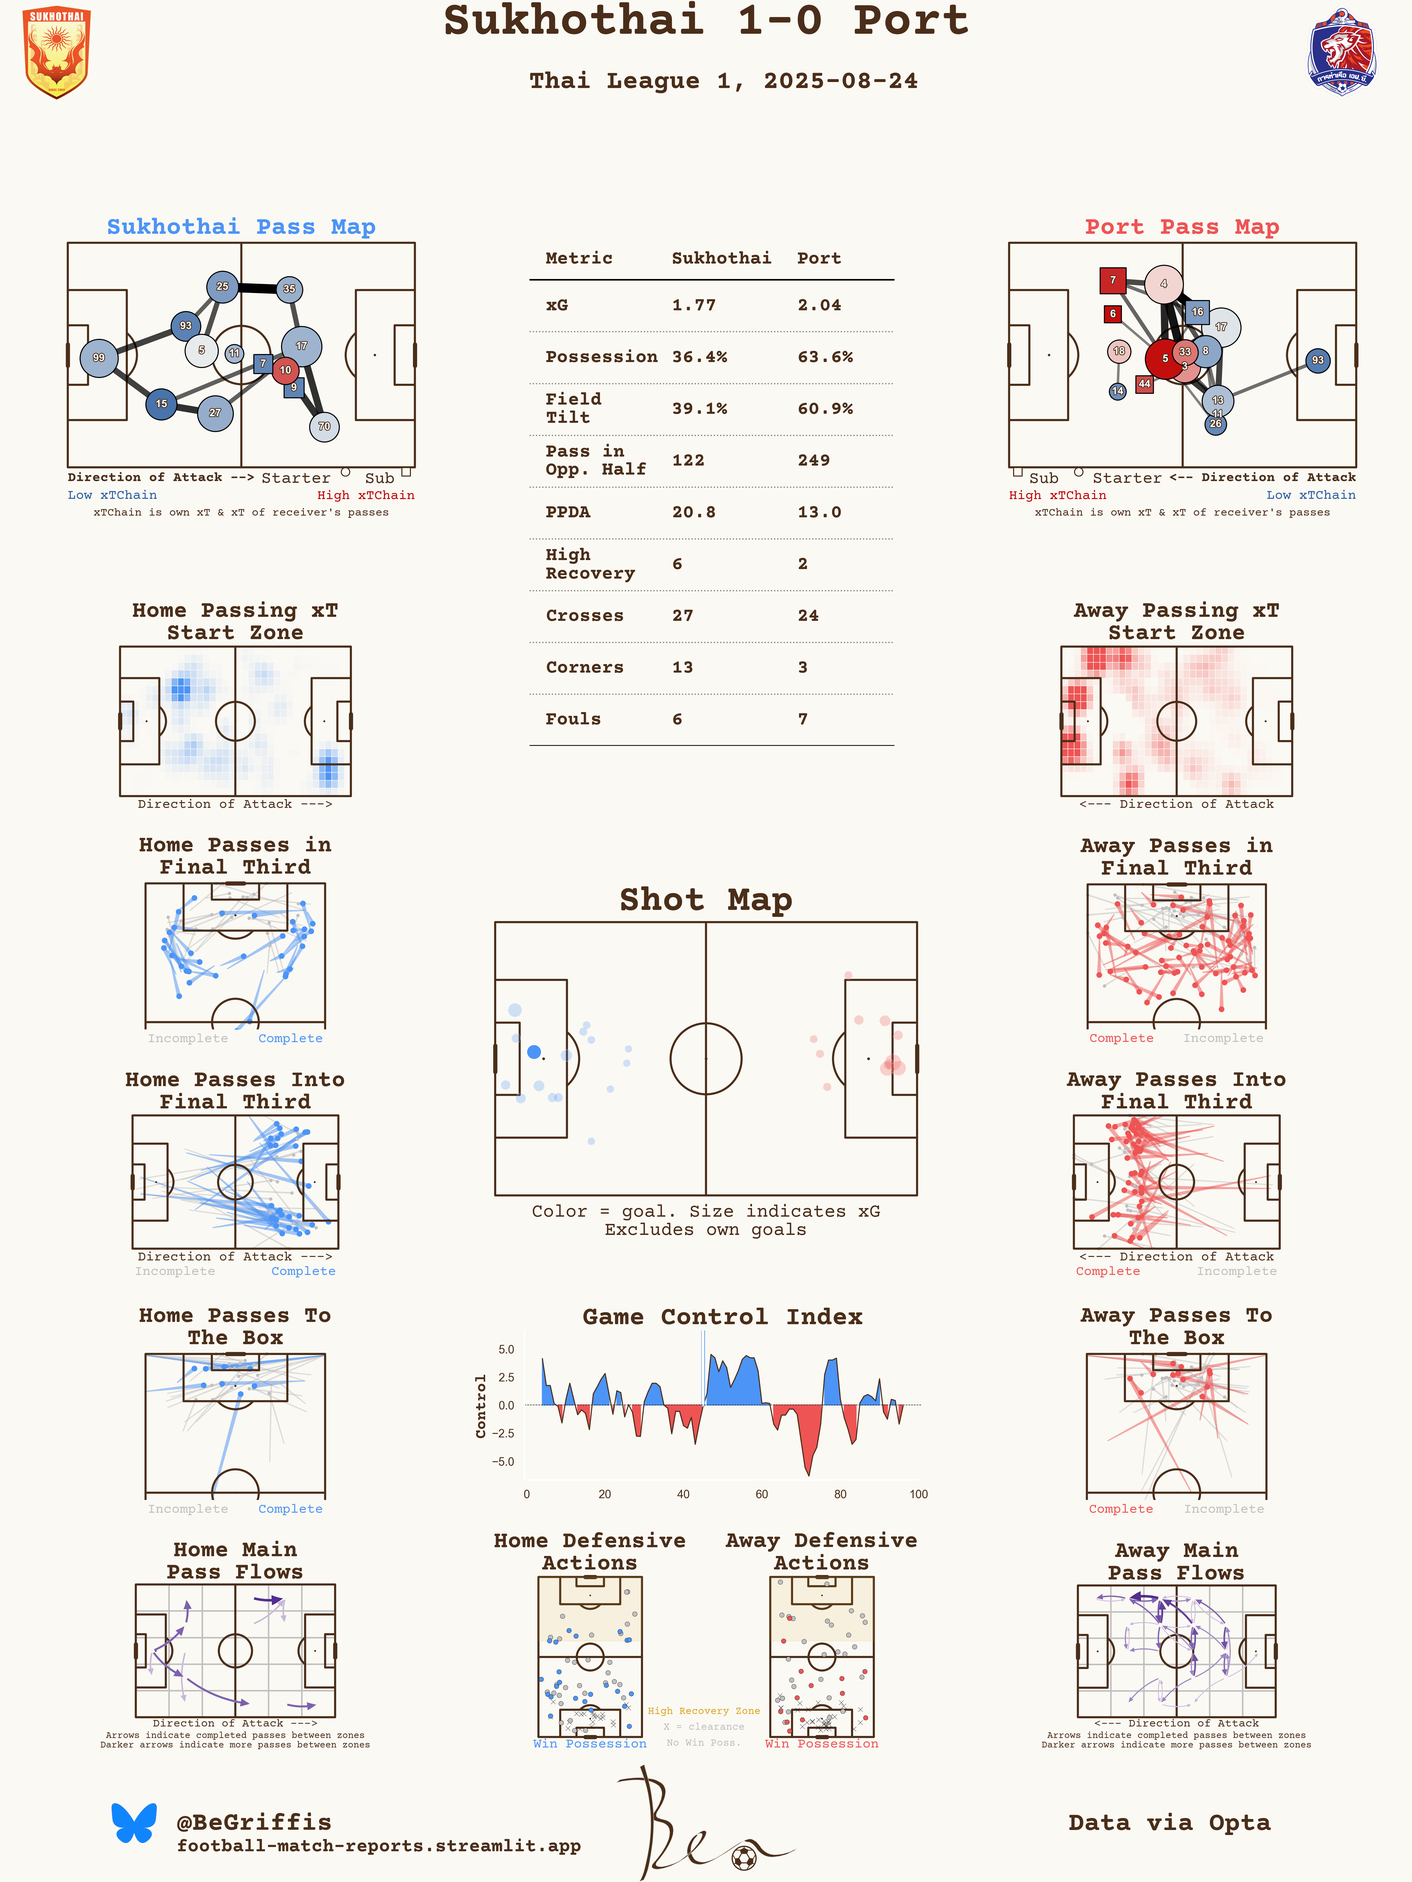 Sukhothai 1-0 Port
Thai League 1, 2025-08-24
SUKHOTHAI
การท่าเรือ เอฟ.ซี.
Sukhothai Pass Map
25
35
93
5
11
99
17
7
10
9
15
27
70
Direction of Attack --> Starter Sub
Low xTChain High xTChain
xTChain is own xT & xT of receiver's passes
Metric Sukhothai Port
xG 1.77 2.04
Possession 36.4% 63.6%
Field
Tilt 39.1% 60.9%
Pass in
Opp. Half 122 249
PPDA 20.8 13.0
High
Recovery 6 2
Crosses 27 24
Corners 13 3
Fouls 6 7
Port Pass Map
7
4
6
16
17
18
33
8
5
3
93
14
44
13
11
26
Sub Starter <-- Direction of Attack
High xTChain Low xTChain
xTChain is own xT & xT of receiver's passes
Home Passing xT
Start Zone
Direction of Attack --->
Away Passing xT
Start Zone
<--- Direction of Attack
Home Passes in
Final Third
Incomplete Complete
Away Passes in
Final Third
Complete Incomplete
Shot Map
Color = goal. Size indicates xG
Excludes own goals
Home Passes Into
Final Third
Direction of Attack --->
Incomplete Complete
Away Passes Into
Final Third
<--- Direction of Attack
Complete Incomplete
Home Passes To
The Box
Incomplete Complete
Game Control Index
Control
5.0
2.5
0.0
−2.5
−5.0
0 20 40 60 80 100
Away Passes To
The Box
Complete Incomplete
Home Main
Pass Flows
Direction of Attack --->
Arrows indicate completed passes between zones
Darker arrows indicate more passes between zones
Home Defensive
Actions
Win Possession
Away Defensive
Actions
Win Possession
High Recovery Zone
X = clearance
No Win Poss.
Away Main
Pass Flows
<--- Direction of Attack
Arrows indicate completed passes between zones
Darker arrows indicate more passes between zones
@BeGriffis
football-match-reports.streamlit.app
Ben
Data via Opta